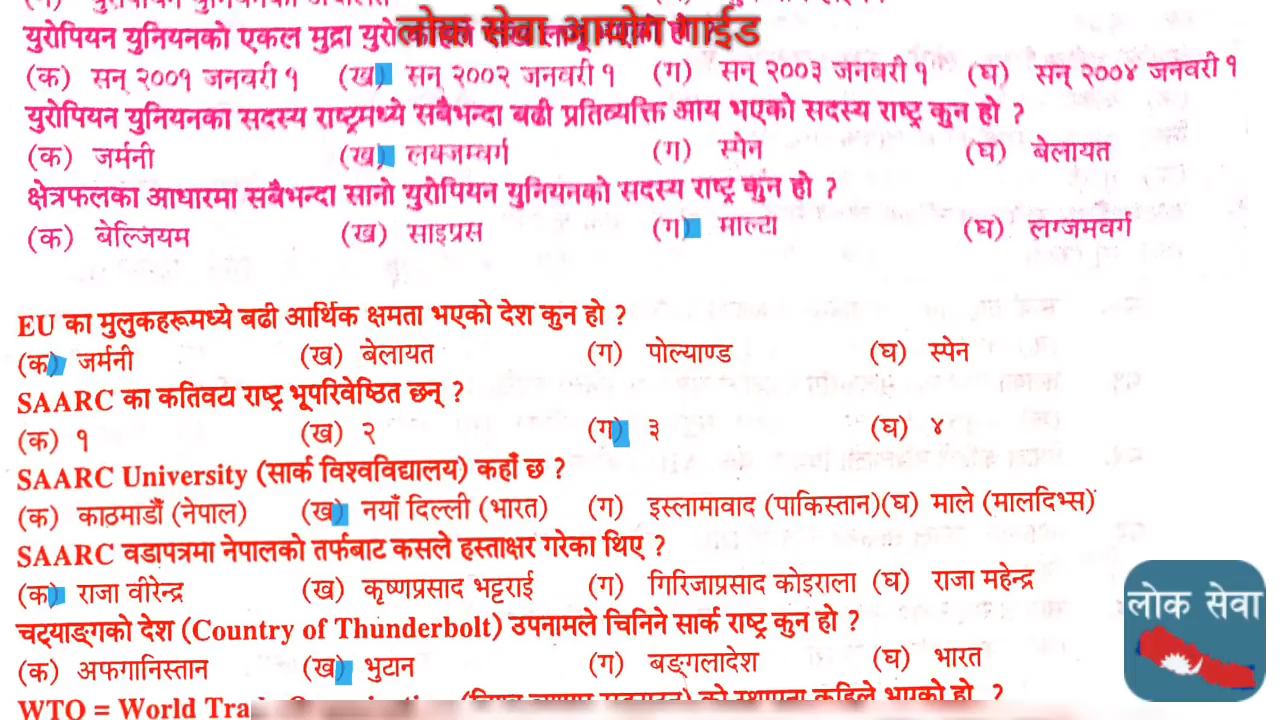 लोक सेवा आयोग गाईड
युरोपियन युनियनको एकल मुद्रा युरो
(क) सन् २००१ जनवरी १ (ख) सन् २००२ जनवरी १ (ग) सन् २००३ जनवरी १ (घ) सन् २००४ जनवरी १
युरोपियन युनियनका सदस्य राष्ट्रमध्ये सबैभन्दा बढी प्रतिव्यक्ति आय भएको सदस्य राष्ट्र कुन हो ?
(क) जर्मनी (ख) लक्जम्वर्ग (ग) स्पेन (घ) बेलायत
क्षेत्रफलका आधारमा सबैभन्दा सानो युरोपियन युनियनको सदस्य राष्ट्र कुन हो ?
(क) बेल्जियम (ख) साइप्रस (ग) माल्टा (घ) लग्जमवर्ग
EU का मुलुकहरूमध्ये बढी आर्थिक क्षमता भएको देश कुन हो ?
(क) जर्मनी (ख) बेलायत (ग) पोल्याण्ड (घ) स्पेन
SAARC का कतिवटा राष्ट्र भूपरिवेष्ठित छन् ?
(क) १ (ख) २ (ग) ३ (घ) ४
SAARC University (सार्क विश्वविद्यालय) कहाँ छ ?
(क) काठमाडौँ (नेपाल) (ख) नयाँ दिल्ली (भारत) (ग) इस्लामावाद (पाकिस्तान)(घ) माले (मालदिभ्स)
SAARC वडापत्रमा नेपालको तर्फबाट कसले हस्ताक्षर गरेका थिए ?
(क) राजा वीरेन्द्र (ख) कृष्णप्रसाद भट्टराई (ग) गिरिजाप्रसाद कोइराला (घ) राजा महेन्द्र
चट्याङ्गको देश (Country of Thunderbolt) उपनामले चिनिने सार्क राष्ट्र कुन हो ?
(क) अफगानिस्तान (ख) भुटान (ग) बङ्गलादेश (घ) भारत
WTO = World
लोक सेवा